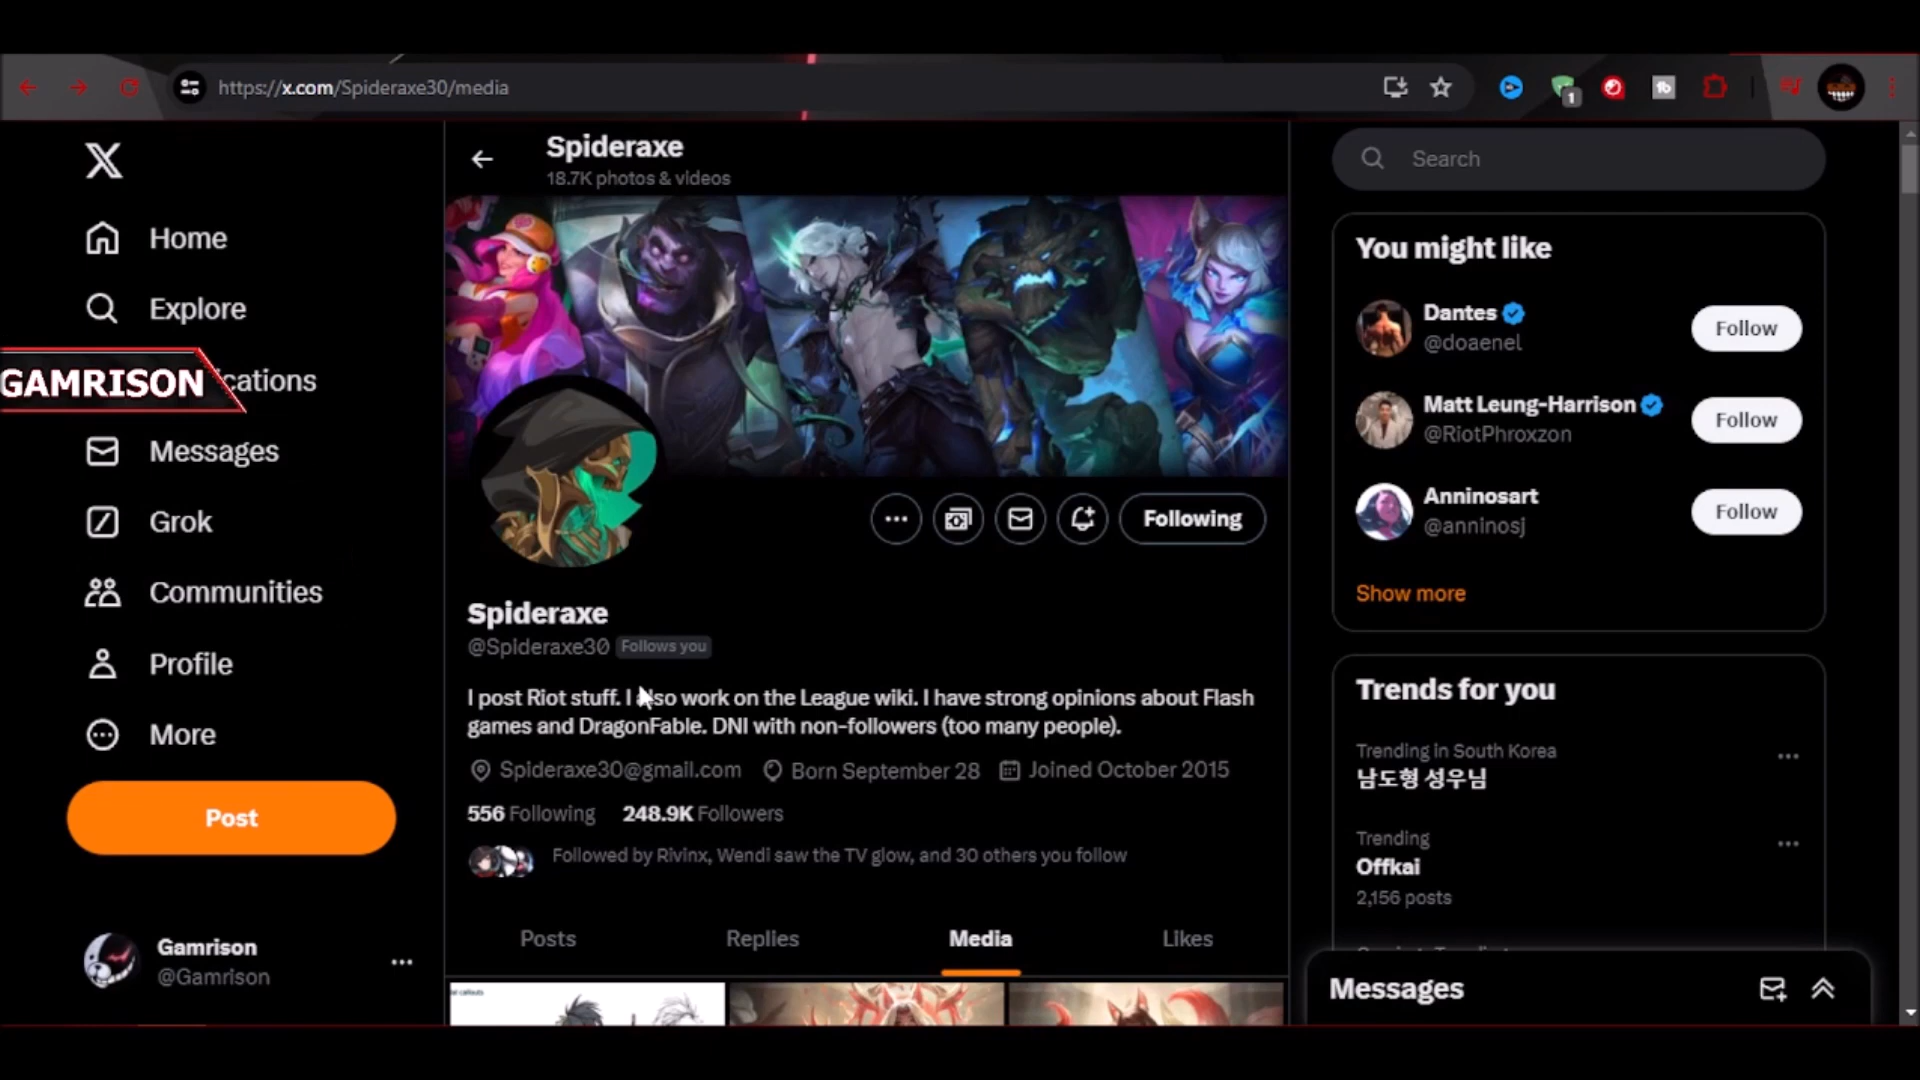 https://x.com/Spideraxe30/media
1
Spideraxe
18.7K photos & videos
Home
Explore
GAMRISON
ications
Messages
Grok
Communities
Profile
More
Post
Gamrison
@Gamrison
Following
Spideraxe
@Spideraxe30 Follows you
I post Riot stuff. I also work on the League wiki. I have strong opinions about Flash
games and DragonFable. DNI with non-followers (too many people).
Spideraxe30@gmail.com Born September 28 Joined October 2015
556 Following 248.9K Followers
Followed by Rivinx, Wendi saw the TV glow, and 30 others you follow
Posts Replies Media Likes
Search
You might like
Dantes
@doaenel
Follow
Matt Leung-Harrison
@RiotPhroxzon
Follow
Anninosart
@anninosj
Follow
Show more
Trends for you
Trending in South Korea
남도형 성우님
Trending
Offkai
2,156 posts
Messages